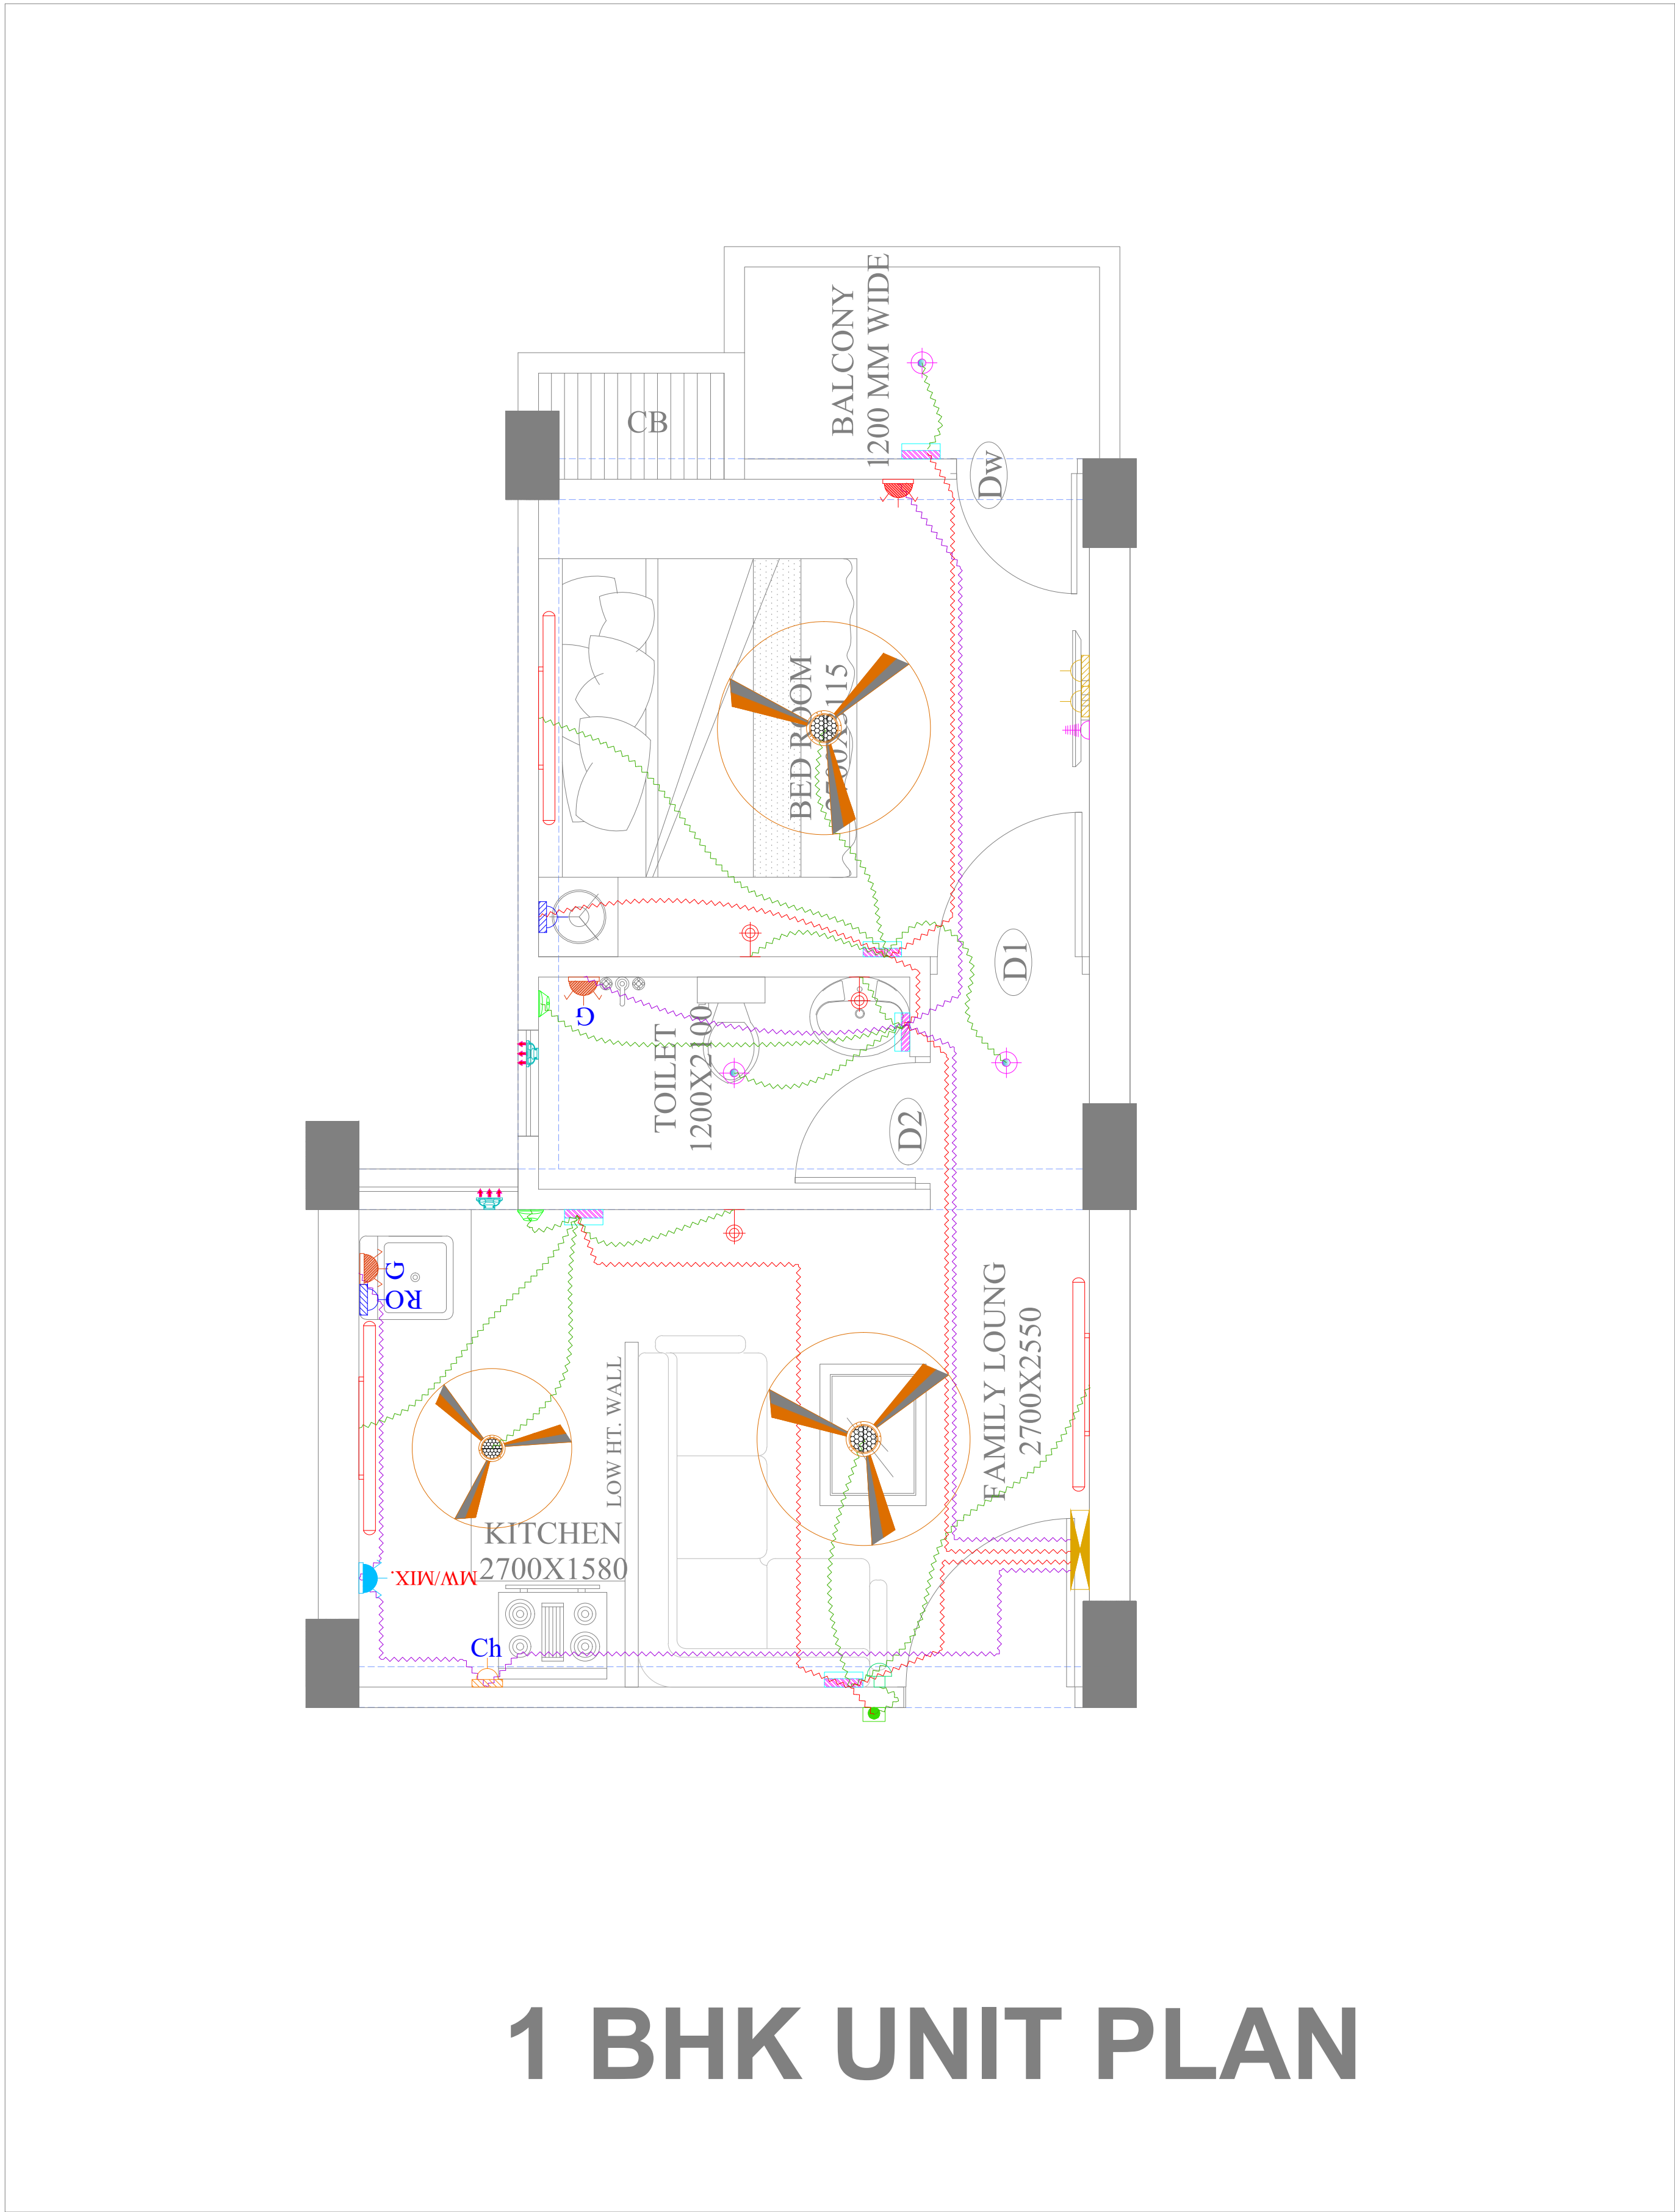 BALCONY
1200 MM WIDE
CB
Dw
BED ROOM
D1
G
TOILET
1200X2100
D2
G
RO
FAMILY LOUNG
2700X2550
LOW HT. WALL
KITCHEN
2700X1580
MW/MIX.
Ch
1 BHK UNIT PLAN